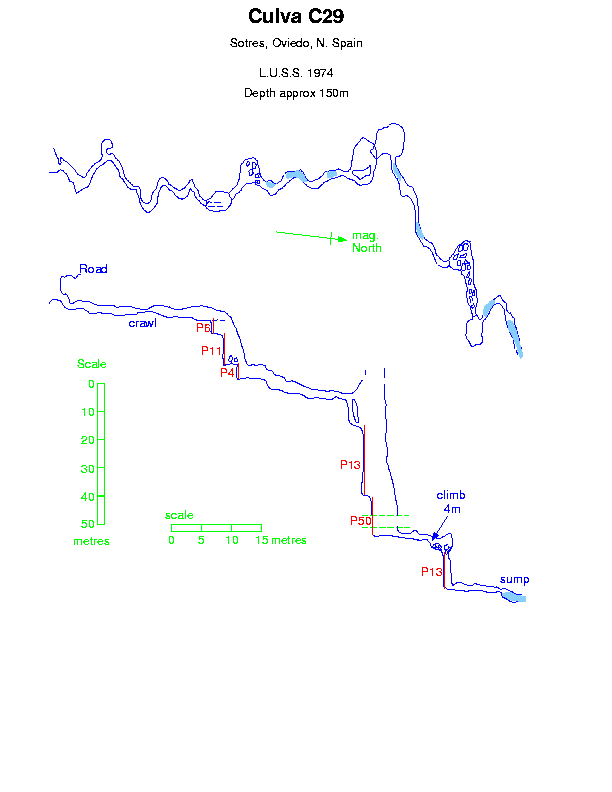 Culva C29
Sotres, Oviedo, N. Spain
L.U.S.S. 1974
Depth approx 150m
mag.
North
Road
crawl
P6
P11
P4
Scale
0
10
20
30
40
50
metres
scale
0 5 10 15 metres
P13
P50
climb
4m
P13
sump